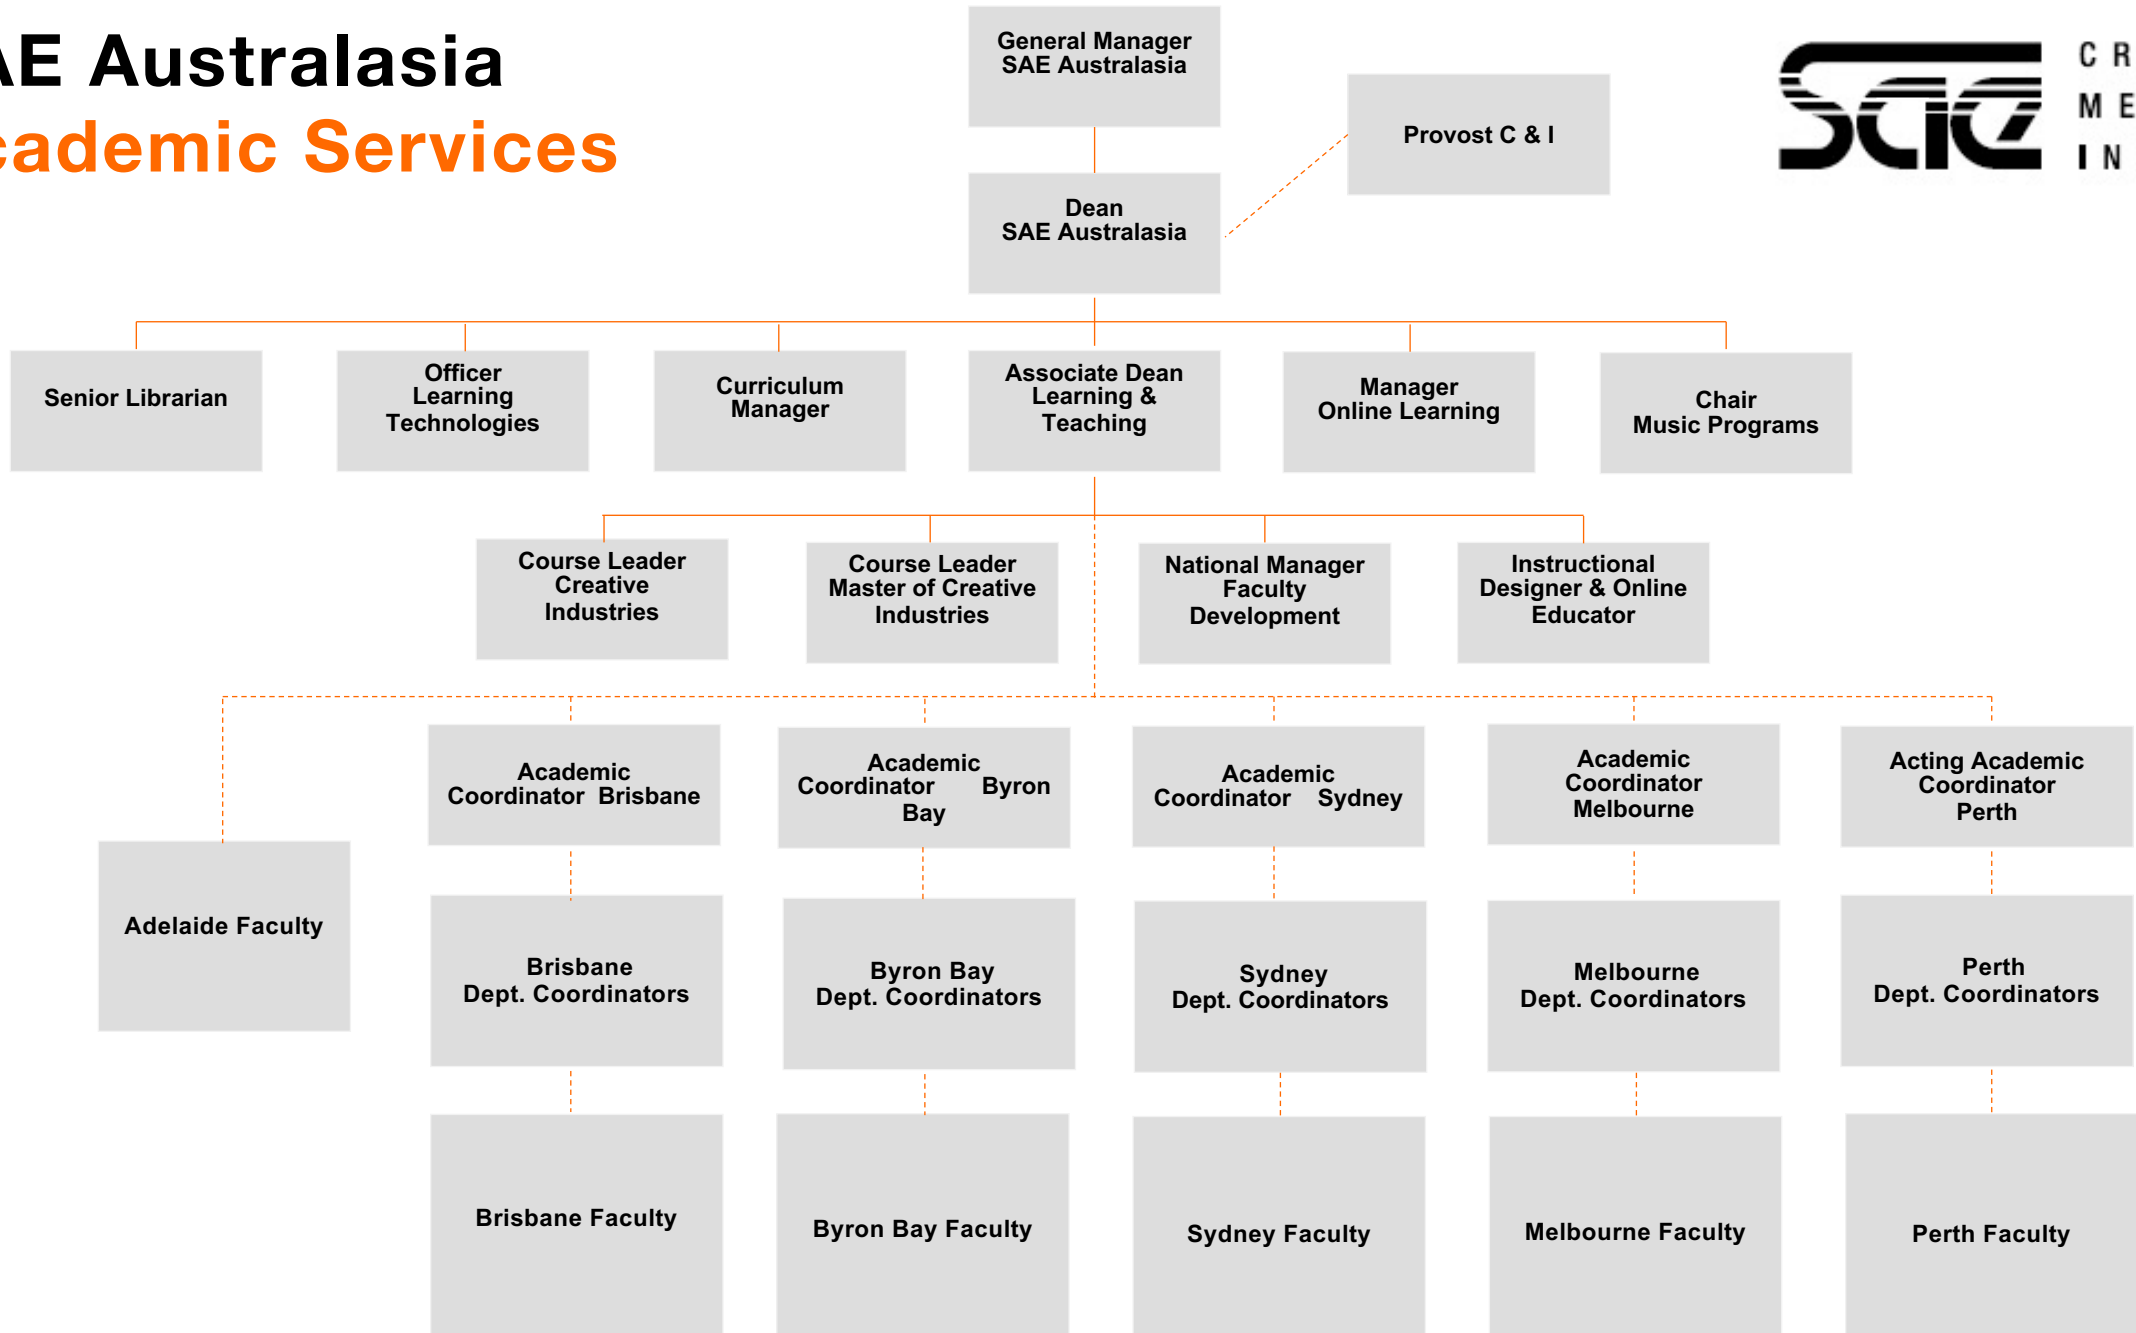 AE Australasia
cademic Services
General Manager
SAE Australasia
Provost C & I
sae
C R
M E
I N
Dean
SAE Australasia
Senior Librarian
Officer
Learning
Technologies
Curriculum
Manager
Associate Dean
Learning &
Teaching
Manager
Online Learning
Chair
Music Programs
Course Leader
Creative
Industries
Course Leader
Master of Creative
Industries
National Manager
Faculty
Development
Instructional
Designer & Online
Educator
Academic
Coordinator Brisbane
Academic
Coordinator Byron
Bay
Academic
Coordinator Sydney
Academic
Coordinator
Melbourne
Acting Academic
Coordinator
Perth
Adelaide Faculty
Brisbane
Dept. Coordinators
Byron Bay
Dept. Coordinators
Sydney
Dept. Coordinators
Melbourne
Dept. Coordinators
Perth
Dept. Coordinators
Brisbane Faculty
Byron Bay Faculty
Sydney Faculty
Melbourne Faculty
Perth Faculty